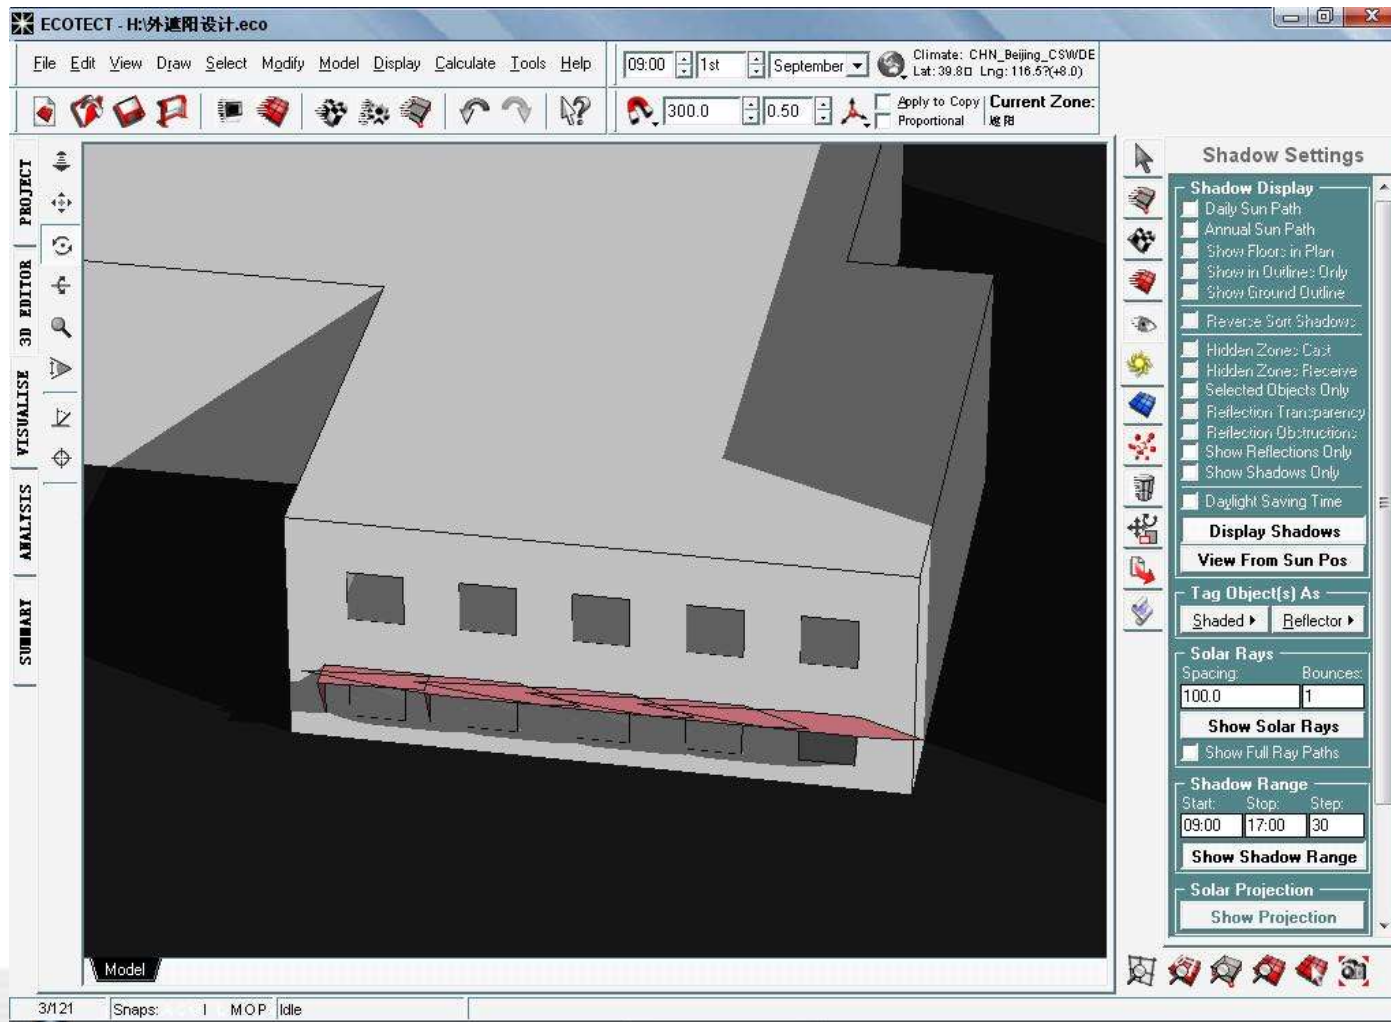 ECOTECT - H:\外遮阳设计.eco
File Edit View Draw Select Modify Model Display Calculate Tools Help
09:00 1st September
Climate: CHN_Beijing_CSWDE
Lat: 39.8□ Lng: 116.5?(+8.0)
300.0 0.50
Apply to Copy
Proportional
Current Zone:
遮阳
PROJECT
3D EDITOR
VISUALISE
ANALYSIS
SUMMARY
Shadow Settings
Shadow Display
Daily Sun Path
Annual Sun Path
Show Floors in Plan
Show in Outlines Only
Show Ground Outline
Reverse Sort Shadows
Hidden Zones Cast
Hidden Zones Receive
Selected Objects Only
Reflection Transparency
Reflection Obstructions
Show Reflections Only
Show Shadows Only
Daylight Saving Time
Display Shadows
View From Sun Pos
Tag Object(s) As
Shaded Reflector
Solar Rays
Spacing: Bounces:
100.0 1
Show Solar Rays
Show Full Ray Paths
Shadow Range
Start: Stop: Step:
09:00 17:00 30
Show Shadow Range
Solar Projection
Show Projection
Model
3/121 Snaps: I MOP Idle